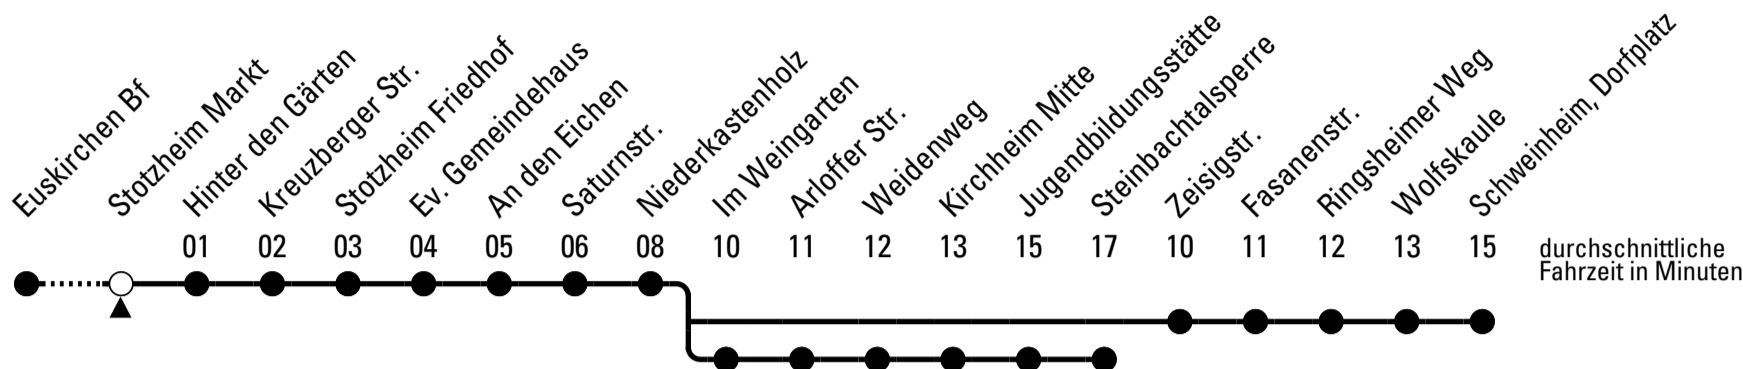 Euskirchen Bf
Stotzheim Markt
Hinter den Gärten
Kreuzberger Str.
Stotzheim Friedhof
Ev. Gemeindehaus
An den Eichen
Saturnstr.
Niederkastenholz
Im Weingarten
Arloffer Str.
Weidenweg
Kirchheim Mitte
Jugendbildungsstätte
Steinbachtalsperre
Zeisigstr.
Fasanenstr.
Ringsheimer Weg
Wolfskaule
Schweinheim, Dorfplatz
01 02 03 04 05 06 08 10 11 12 13 15 17 10 11 12 13 15
durchschnittliche
Fahrzeit in Minuten